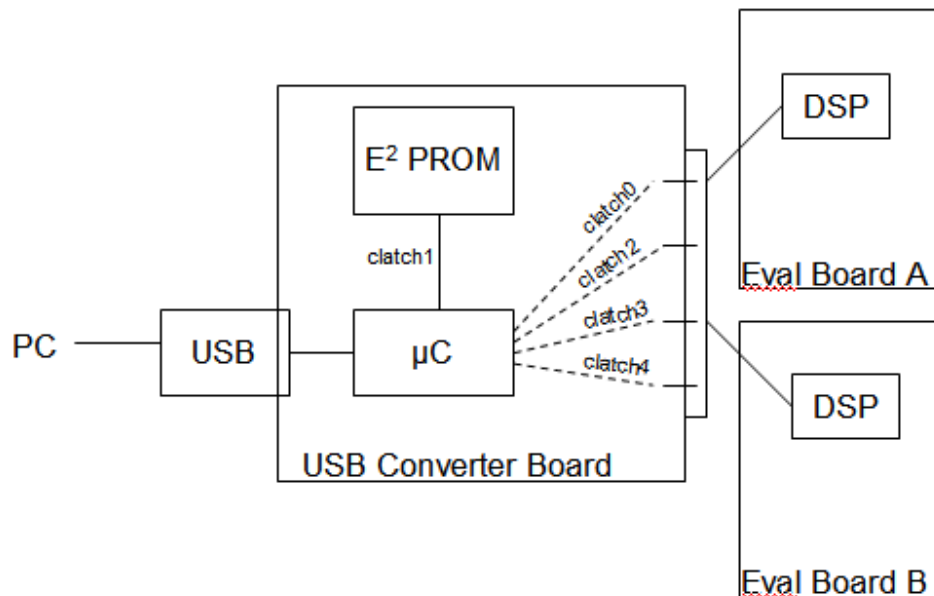 DSP
E² PROM
clatch0
clatch1
clatch2
Eval Board A
clatch3
PC
USB
µC
clatch4
DSP
USB Converter Board
Eval Board B